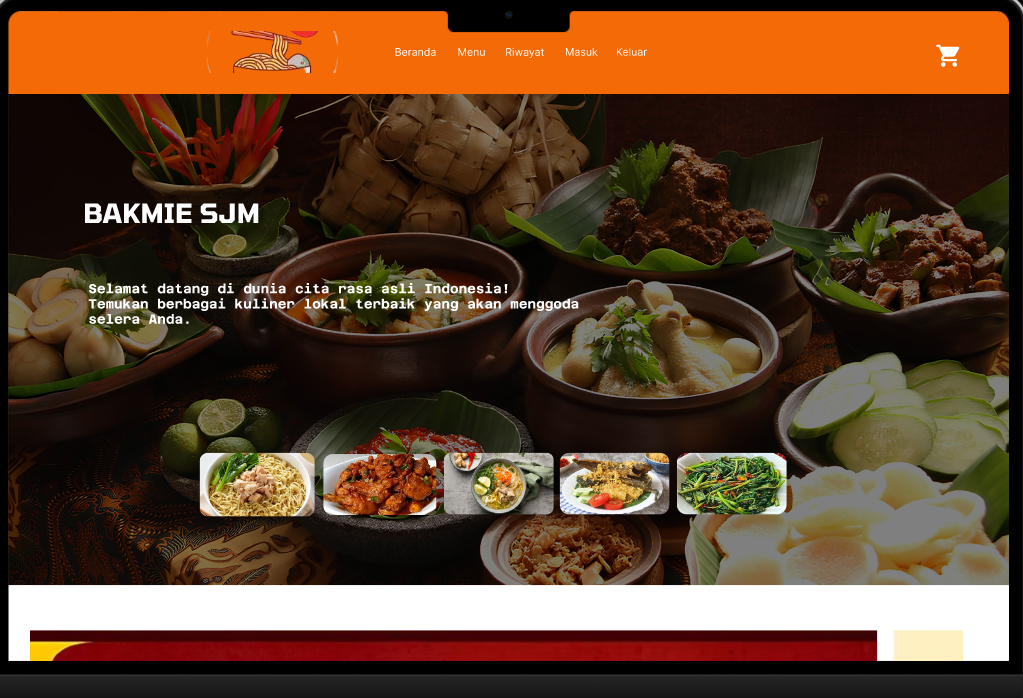 Beranda Menu Riwayat Masuk Keluar
BAKMIE SJM
Selamat datang di dunia cita rasa asli Indonesia!
Temukan berbagai kuliner lokal terbaik yang akan menggoda
selera Anda.